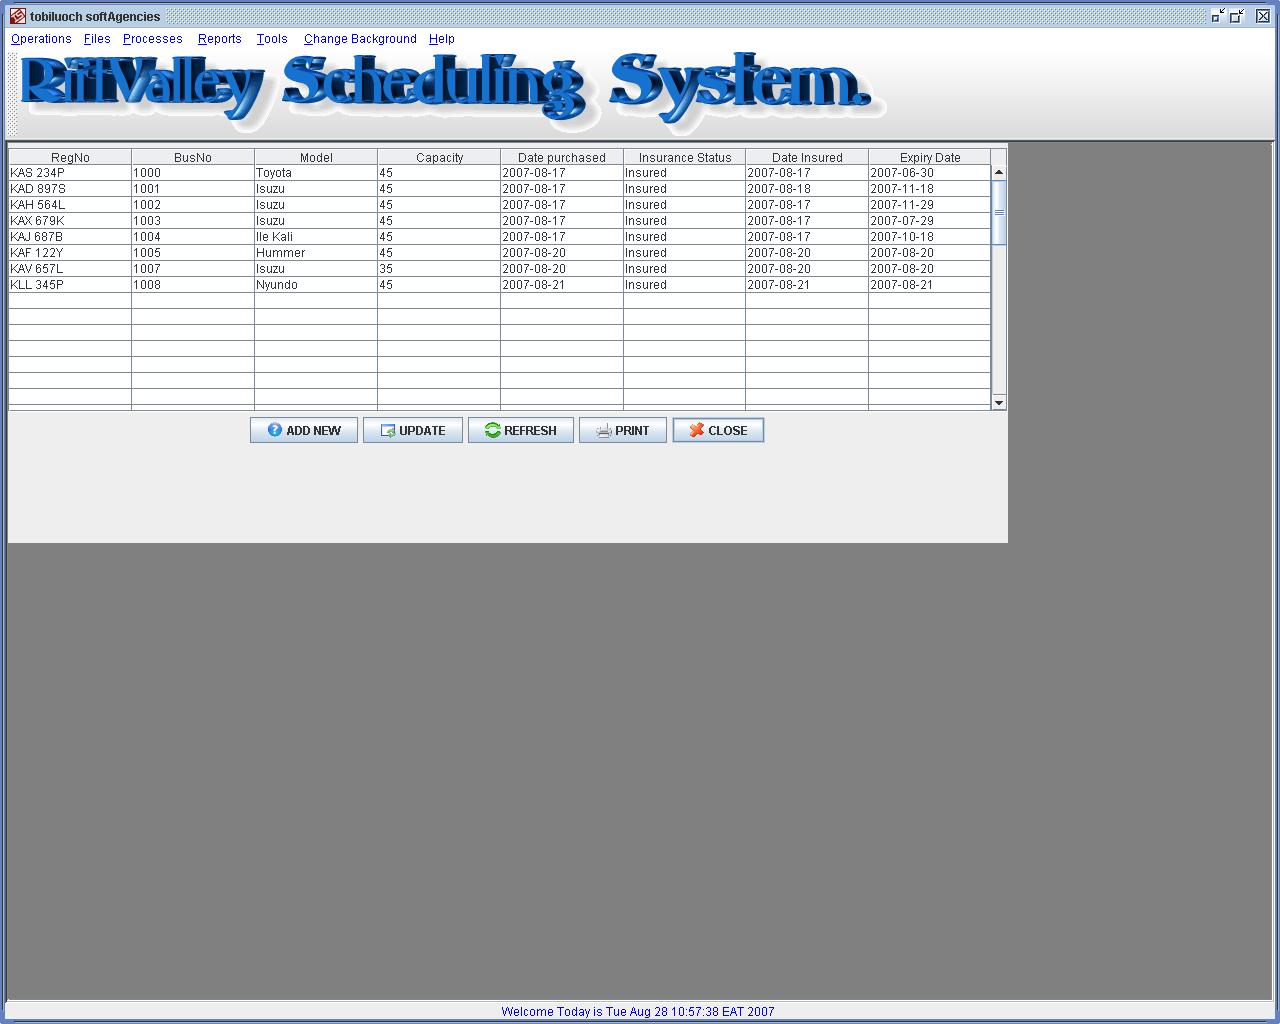 tobiluoch softAgencies
Operations Files Processes Reports Tools Change Background Help
RiftValley Scheduling System.
RegNo BusNo Model Capacity Date purchased Insurance Status Date Insured Expiry Date
KAS 234P 1000 Toyota 45 2007-08-17 Insured 2007-08-17 2007-06-30
KAD 897S 1001 Isuzu 45 2007-08-17 Insured 2007-08-18 2007-11-18
KAH 564L 1002 Isuzu 45 2007-08-17 Insured 2007-08-17 2007-11-29
KAX 679K 1003 Isuzu 45 2007-08-17 Insured 2007-08-17 2007-07-29
KAJ 687B 1004 Ile Kali 45 2007-08-17 Insured 2007-08-17 2007-10-18
KAF 122Y 1005 Hummer 45 2007-08-20 Insured 2007-08-20 2007-08-20
KAV 657L 1007 Isuzu 35 2007-08-20 Insured 2007-08-20 2007-08-20
KLL 345P 1008 Nyundo 45 2007-08-21 Insured 2007-08-21 2007-08-21
ADD NEW UPDATE REFRESH PRINT CLOSE
Welcome Today is Tue Aug 28 10:57:38 EAT 2007